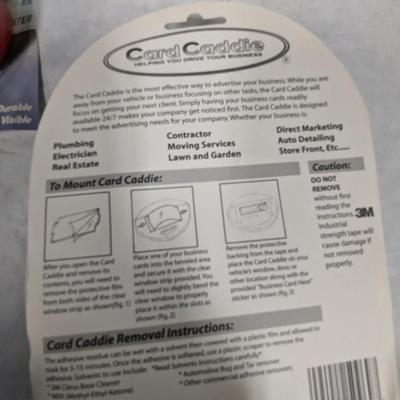 ES
TER
Durable
Visible
Card Caddie
HELPING YOU DRIVE YOUR BUSINESS
®
The Card Caddie is the most effective way to advertise your business. While you are
away from your vehicle or business focusing on other tasks, the Card Caddie will
focus on getting your next client. Simply having your business cards readily
available 24/7 makes your company get noticed first. The Card Caddie is designed
to meet the advertising needs for your company. Whether your business is:
Plumbing
Electrician
Real Estate
Contractor
Moving Services
Lawn and Garden
Direct Marketing
Auto Detailing
Store Front, Etc......
To Mount Card Caddie:
After you open the Card
Caddie and remove its
contents, you will need to
remove the protective film
from both sides of the clear
window strip as shown(fig. 1)
Place one of your business
cards into the beveled area
and secure it with the clear
window strip provided. You
will need to slightly bend the
clear window to properly
place it within the slots as
shown (fig. 2)
Remove the protective
backing from the tape and
place the Card Caddie on your
vehicle's window, door, or
other location along with the
provided "Business Card Here"
sticker as shown (fig. 3)
Caution:
DO NOT
REMOVE
without first
reading the
instructions. 3M
industrial
strength tape will
cause damage if
not removed
properly.
Card Caddie Removal Instructions:
The adhesive residue can be wet with a solvent then covered with a plastic film and allowed to
soak for 5-15 minutes. Once the adhesive is softened, use a plastic scraper to remove the
adhesive. Solvents to use include: *Read Solvents instructions carefully*
* 3M Citrus Base Cleaner
* MEK (Methyl-Ethyl-Ketone)
* Automotive Bug and Tar remover
* Other commercial adhesive removers